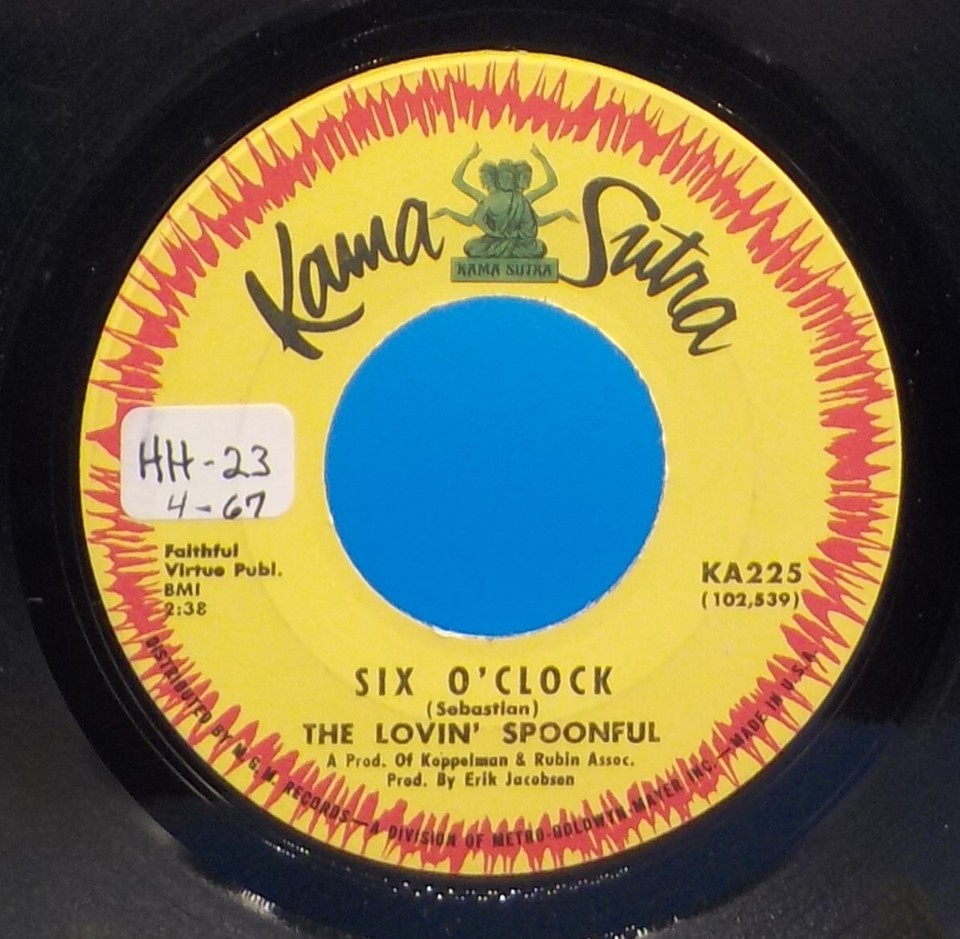 Kama Sutra
KAMA SUTRA
HH-23
4-67
Faithful
Virtue Publ.
BMI
2:38
KA225
(102,539)
SIX O'CLOCK
(Sebastian)
THE LOVIN' SPOONFUL
A Prod. Of Koppelman & Rubin Assoc.
Prod. By Erik Jacobsen
DISTRIBUTED BY M.G.M. RECORDS—A DIVISION OF METRO-GOLDWYN-MAYER INC.—MADE IN U.S.A.